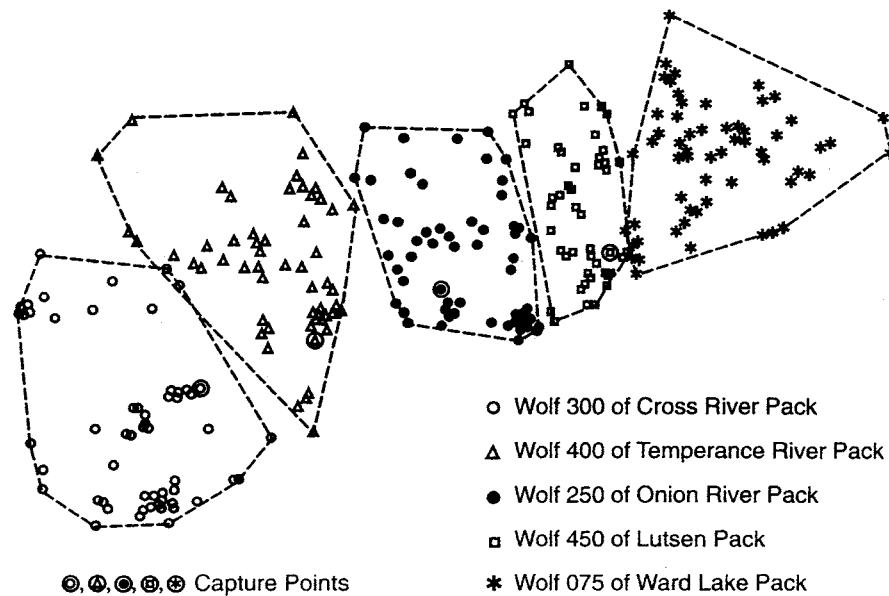 Wolf 300 of Cross River Pack
Wolf 400 of Temperance River Pack
Wolf 250 of Onion River Pack
Wolf 450 of Lutsen Pack
Wolf 075 of Ward Lake Pack
Capture Points